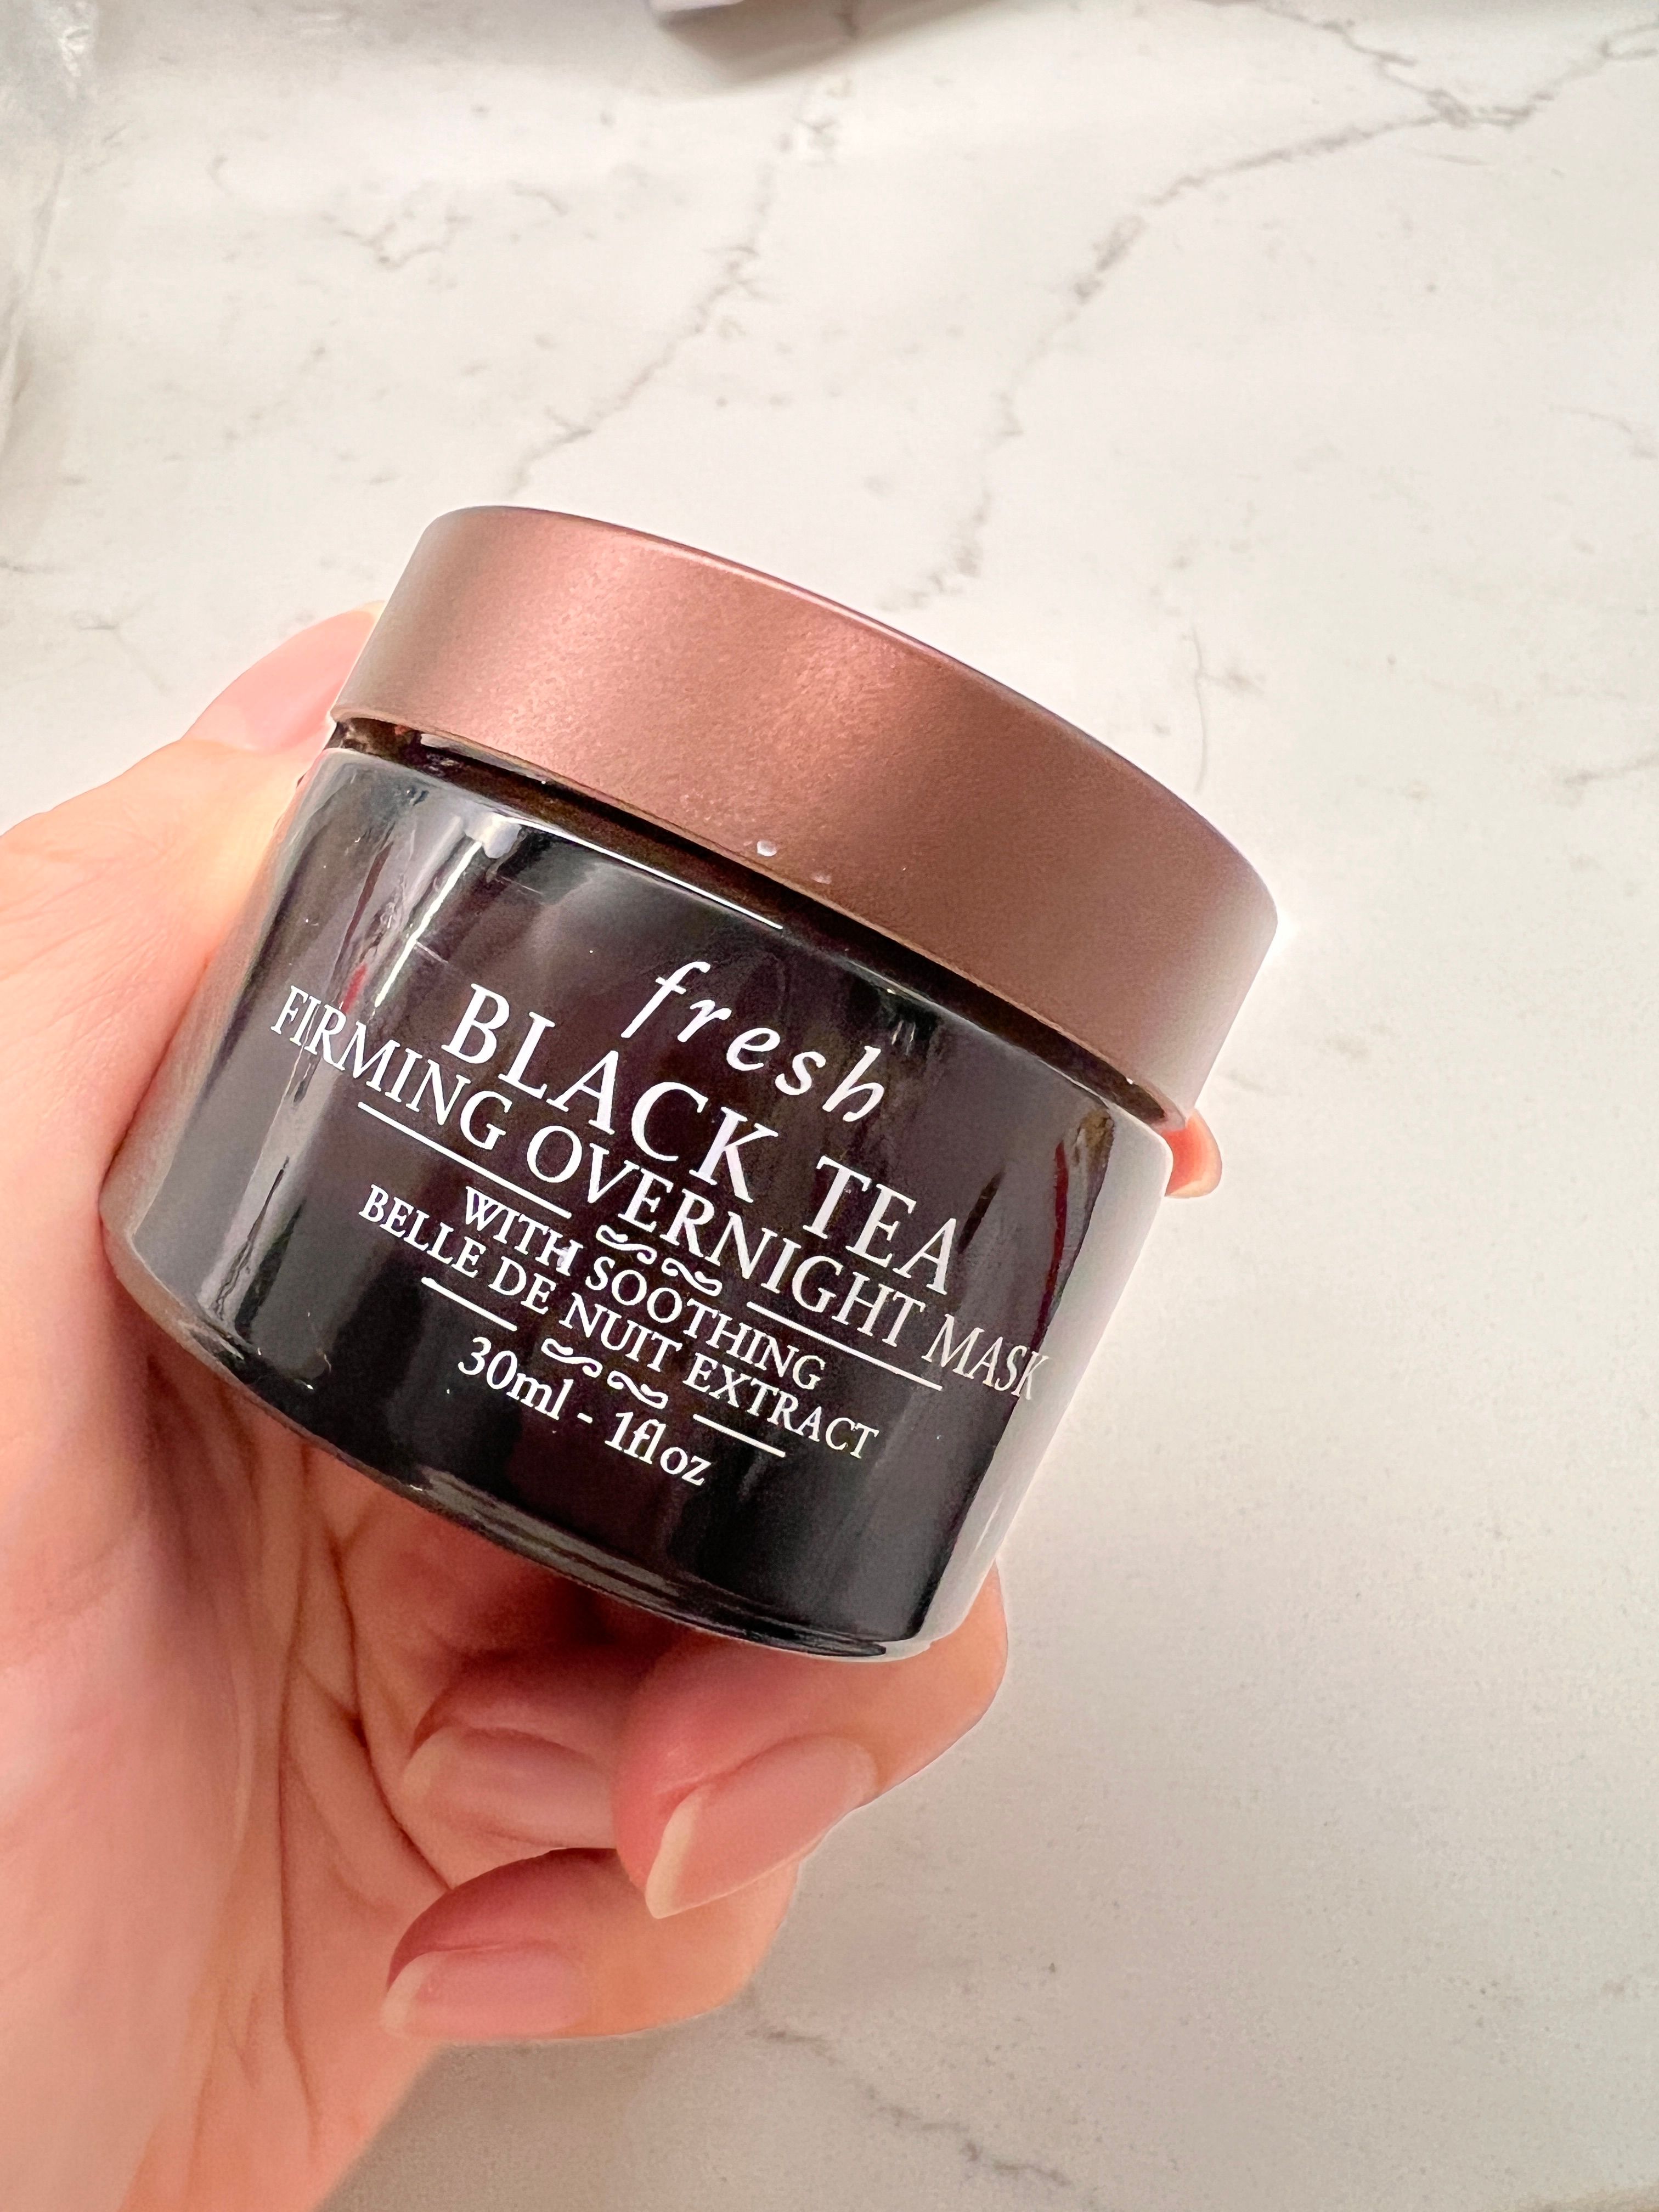 fresh
BLACK TEA
FIRMING OVERNIGHT MASK
WITH SOOTHING
BELLE DE NUIT EXTRACT
30ml - 1fl oz